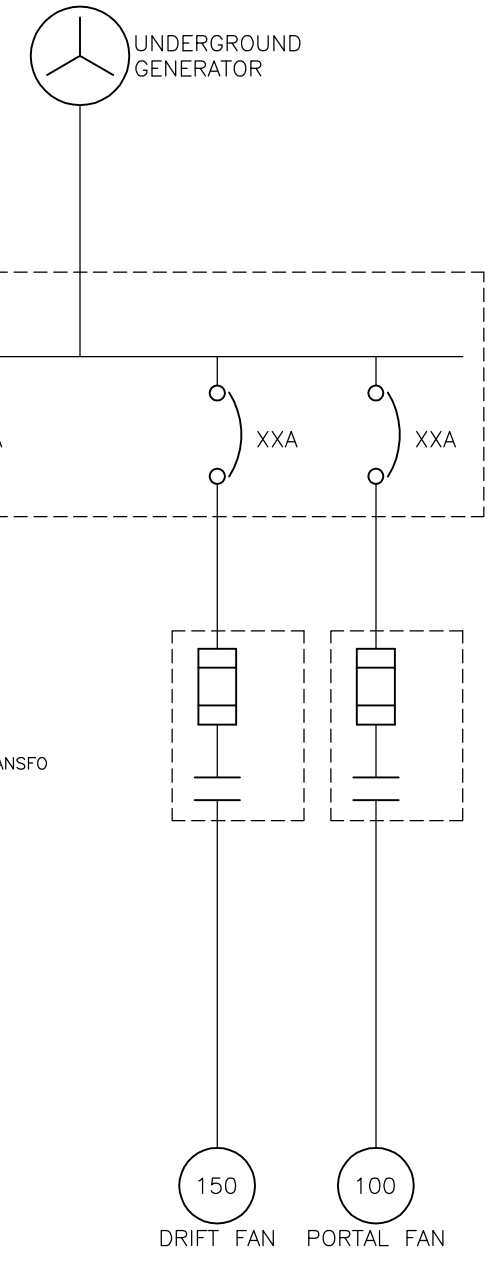 UNDERGROUND
GENERATOR
XXA
XXA
150
100
DRIFT FAN
PORTAL FAN